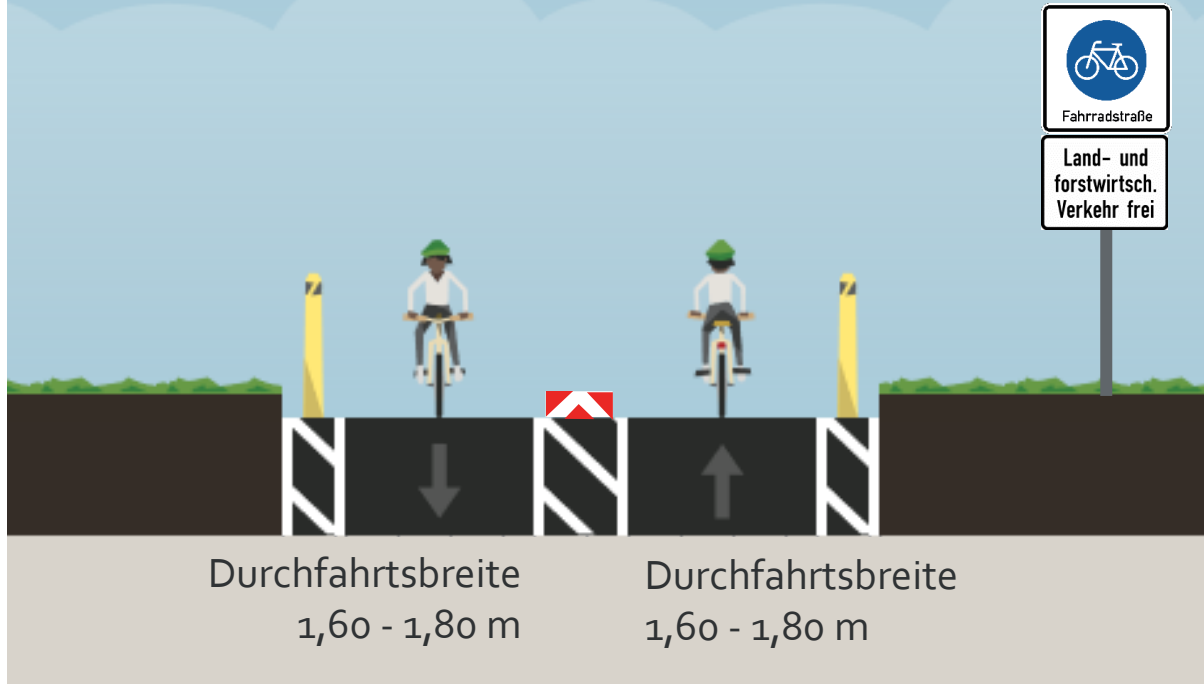 Fahrradstraße
Land- und
forstwirtsch.
Verkehr frei
Durchfahrtsbreite
1,60 - 1,80 m
Durchfahrtsbreite
1,60 - 1,80 m